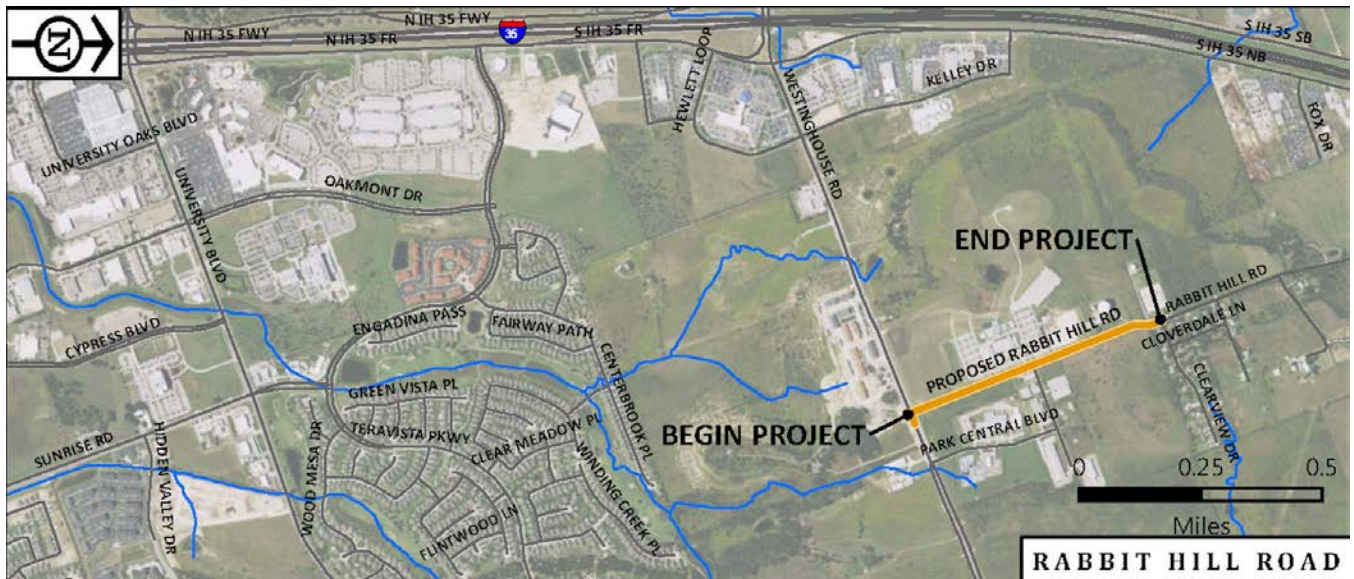 N
N IH 35 FWY
N IH 35 FWY
N IH 35 FR
35
S IH 35 FR
S IH 35 SB
S IH 35 NB
HEWLETT LOOP
WESTINGHOUSE RD
KELLEY DR
FOX DR
UNIVERSITY OAKS BLVD
UNIVERSITY BLVD
OAKMONT DR
END PROJECT
RABBIT HILL RD
CLOVERDALE LN
CYPRESS BLVD
ENGADINA PASS
FAIRWAY PATH
CENTERBROOK PL
PROPOSED RABBIT HILL RD
CLEARVIEW DR
GREEN VISTA PL
TERAVISTA PKWY
CLEAR MEADOW PL
BEGIN PROJECT
PARK CENTRAL BLVD
SUNRISE RD
HIDDEN VALLEY DR
WOOD MESA DR
FLINTWOOD LN
WINDING CREEK PL
0 0.25 0.5
Miles
RABBIT HILL ROAD